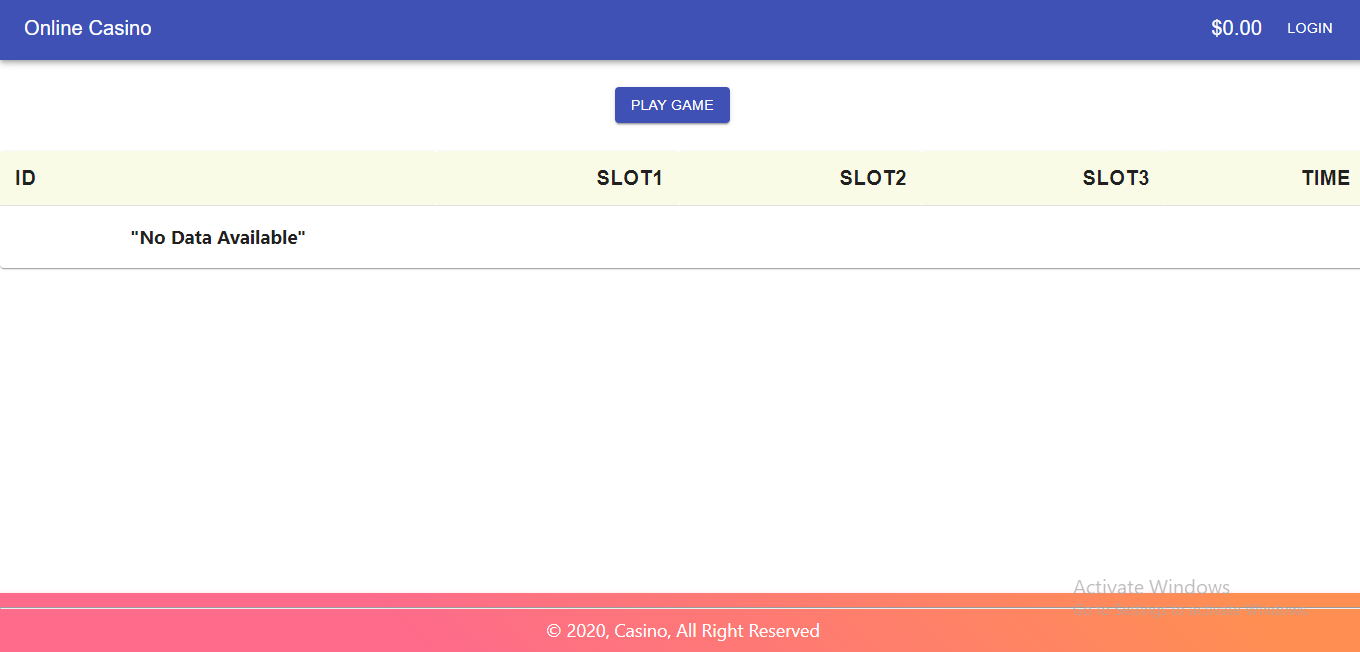 Online Casino
$0.00 LOGIN
PLAY GAME
ID SLOT1 SLOT2 SLOT3 TIME
"No Data Available"
Activate Windows
© 2020, Casino, All Right Reserved